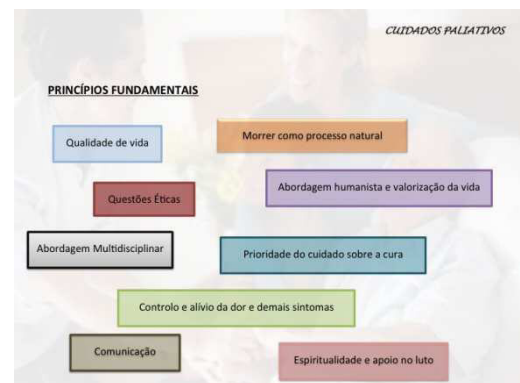 CUIDADOS PALIATIVOS
PRINCÍPIOS FUNDAMENTAIS
Qualidade de vida
Morrer como processo natural
Questões Éticas
Abordagem humanista e valorização da vida
Abordagem Multidisciplinar
Prioridade do cuidado sobre a cura
Controlo e alívio da dor e demais sintomas
Comunicação
Espiritualidade e apoio no luto